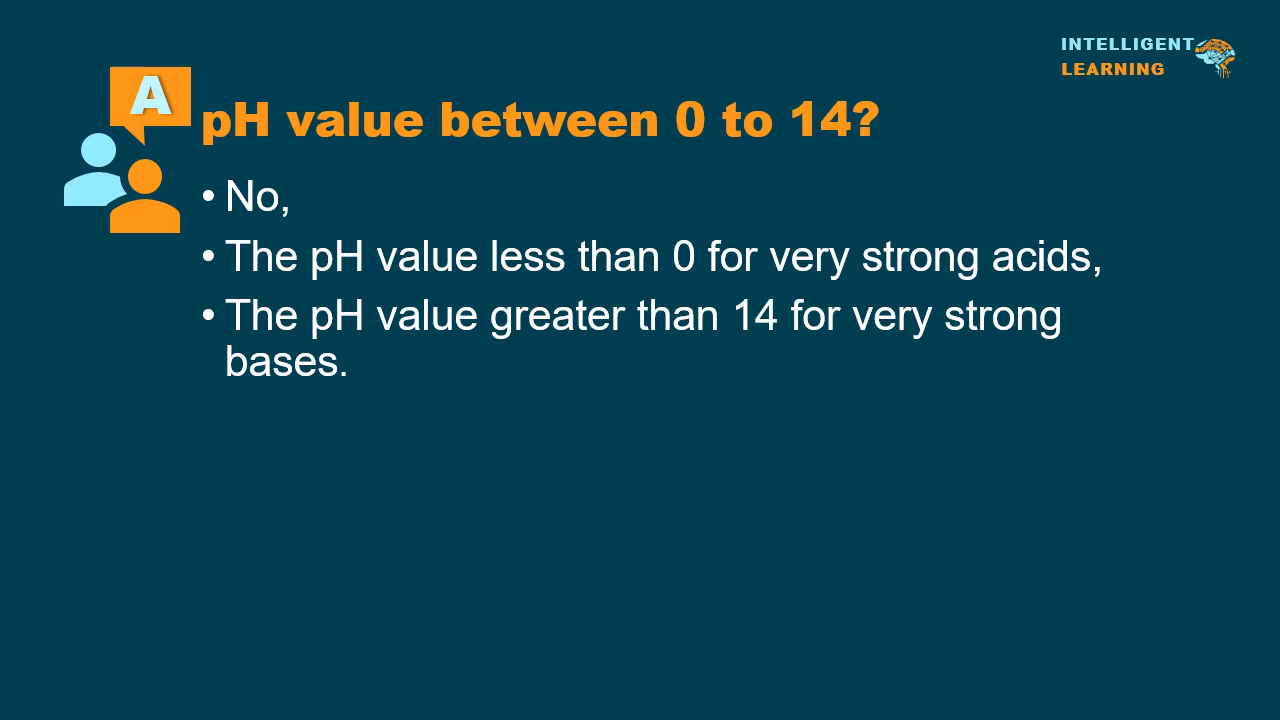 INTELLIGENT
LEARNING
A
pH value between 0 to 14?
• No,
• The pH value less than 0 for very strong acids,
• The pH value greater than 14 for very strong
bases.